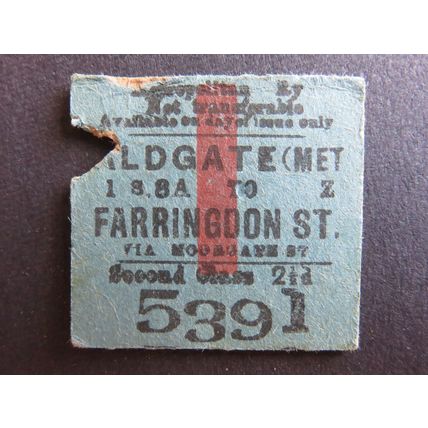 Metropolitan Ry
Not transferable
Available on day of issue only
ALDGATE (MET
1 S.8A TO Z
FARRINGDON ST.
VIA MOORGATE ST
Second Class 2½d
5391